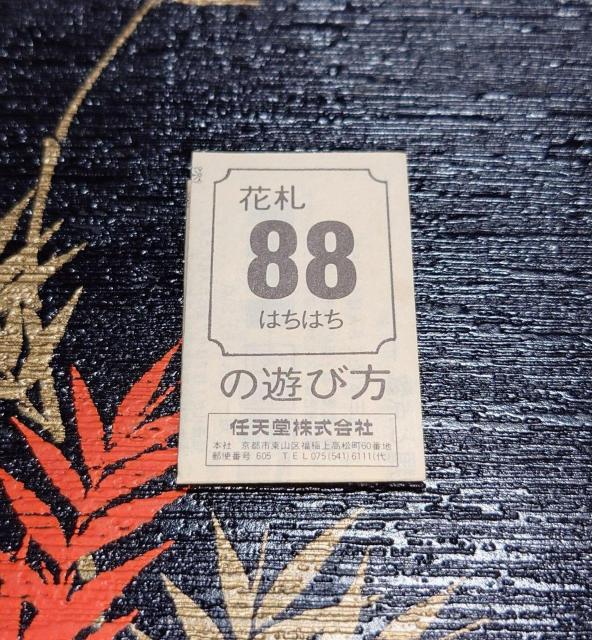 花札
88
はちはち
の遊び方
任天堂株式会社
本社 京都市東山区福稲上高松町60番地
郵便番号 605 TEL 075(541)6111(代)